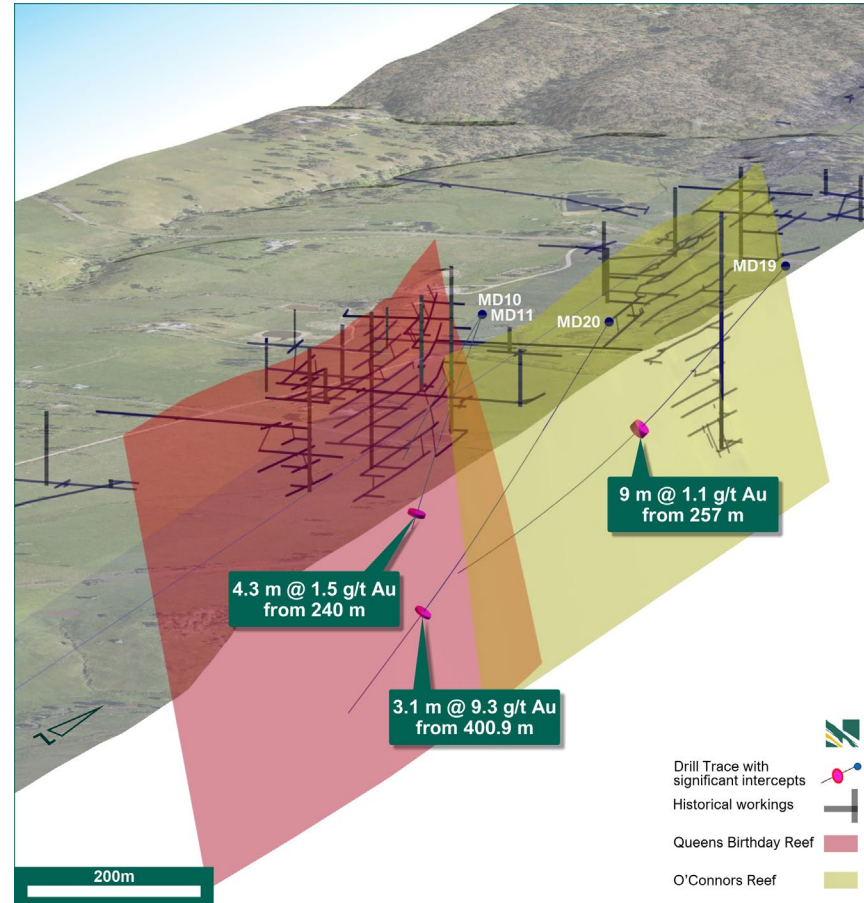 MD19
MD10
MD11
MD20
9 m @ 1.1 g/t Au
from 257 m
4.3 m @ 1.5 g/t Au
from 240 m
3.1 m @ 9.3 g/t Au
from 400.9 m
N
Drill Trace with
significant intercepts
Historical workings
Queens Birthday Reef
O'Connors Reef
200m